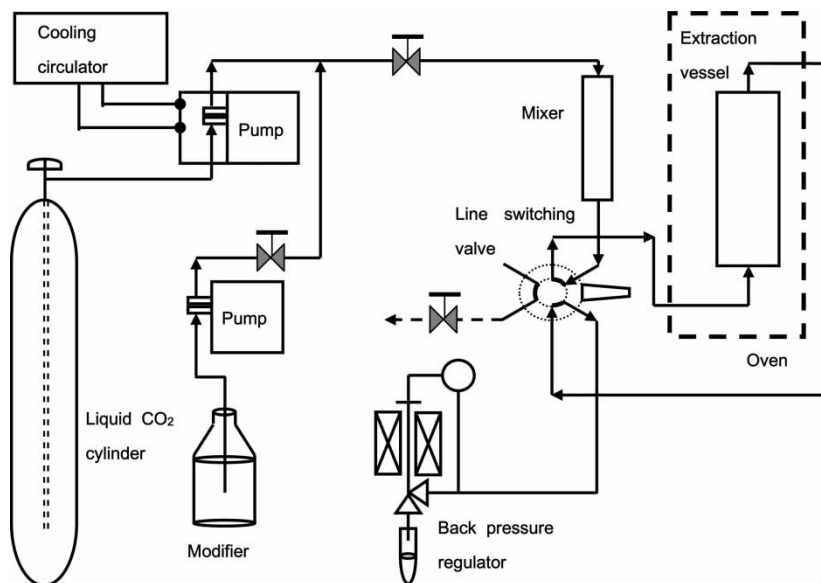 Cooling
circulator
Extraction
vessel
Pump
Mixer
Line switching
valve
Pump
Oven
Liquid CO₂
cylinder
Back pressure
regulator
Modifier